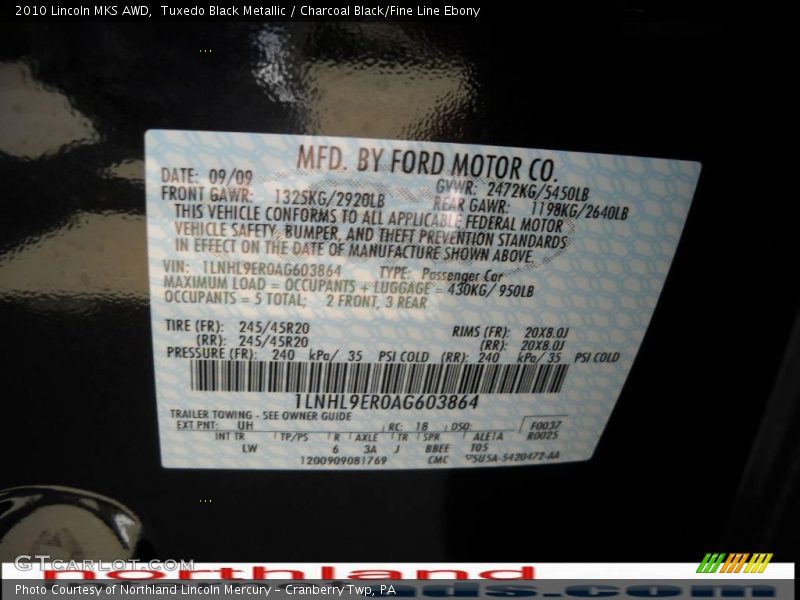 2010 Lincoln MKS AWD, Tuxedo Black Metallic / Charcoal Black/Fine Line Ebony
MFD. BY FORD MOTOR CO.
DATE: 09/09 GVWR: 2472KG/5450LB
FRONT GAWR: 1325KG/2920LB REAR GAWR: 1198KG/2640LB
THIS VEHICLE CONFORMS TO ALL APPLICABLE FEDERAL MOTOR
VEHICLE SAFETY, BUMPER, AND THEFT PREVENTION STANDARDS
IN EFFECT ON THE DATE OF MANUFACTURE SHOWN ABOVE.
VIN: 1LNHL9ER0AG603864 TYPE: Passenger Car
MAXIMUM LOAD = OCCUPANTS + LUGGAGE = 430KG/ 950LB
OCCUPANTS = 5 TOTAL; 2 FRONT, 3 REAR
TIRE (FR): 245/45R20 RIMS (FR): 20X8.0J
(RR): 245/45R20 (RR): 20X8.0J
PRESSURE (FR): 240 kPa/ 35 PSI COLD (RR): 240 kPa/ 35 PSI COLD
1LNHL9ER0AG603864
TRAILER TOWING - SEE OWNER GUIDE
EXT PNT: UH RC: 18 DSO: F0037
INT TR TP/PS R AXLE TR SPR R0025
LW 6 3A J BBEE
1200909081769 CMC 5U5A-5420472-AA
GTcarlot.com
northland
Photo Courtesy of Northland Lincoln Mercury - Cranberry Twp, PA